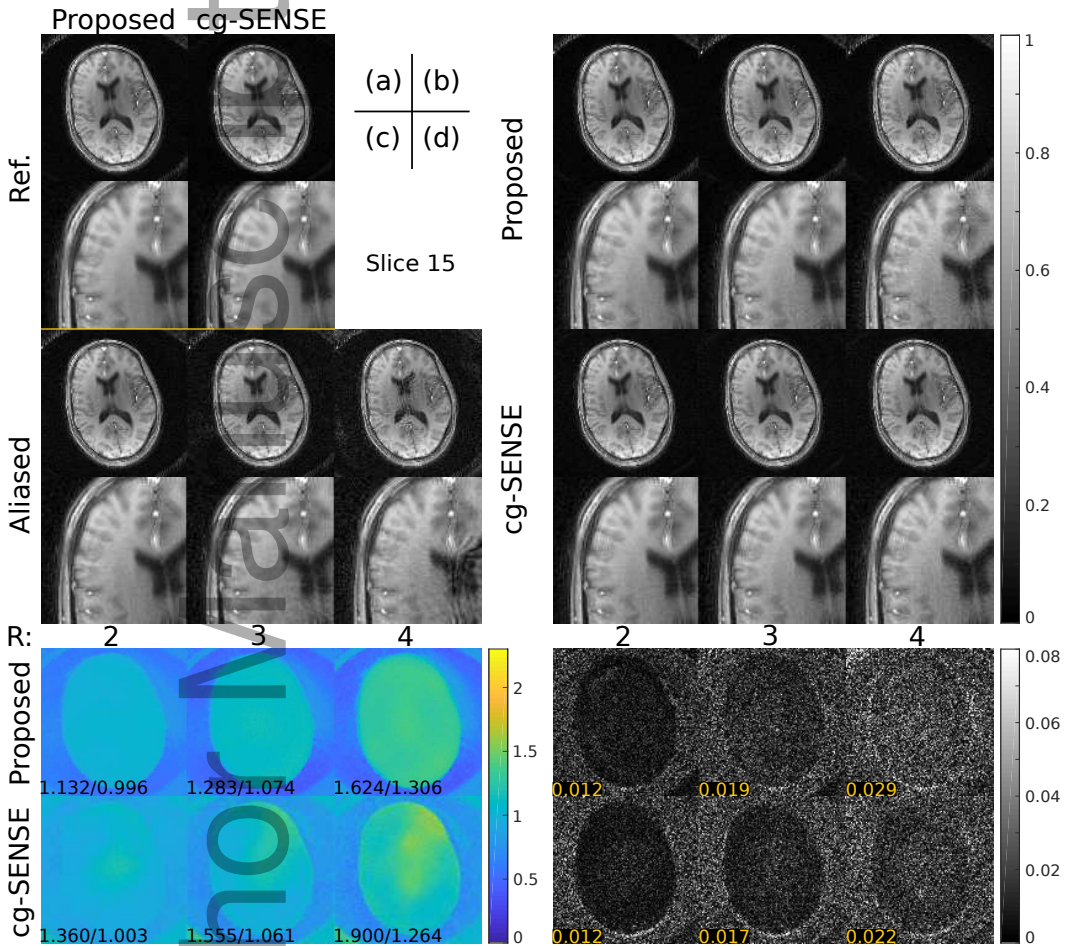 Proposed cg-SENSE
Ref.
(a) (b)
(c) (d)
Slice 15
Proposed
1
0.8
0.6
0.4
0.2
0
Aliased
cg-SENSE
R: 2 3 4
2 3 4
Proposed
1.132/0.996 1.283/1.074 1.624/1.306
cg-SENSE
1.360/1.003 1.555/1.061 1.900/1.264
2
1.5
1
0.5
0
0.012 0.019 0.029
0.012 0.017 0.022
0.08
0.06
0.04
0.02
0